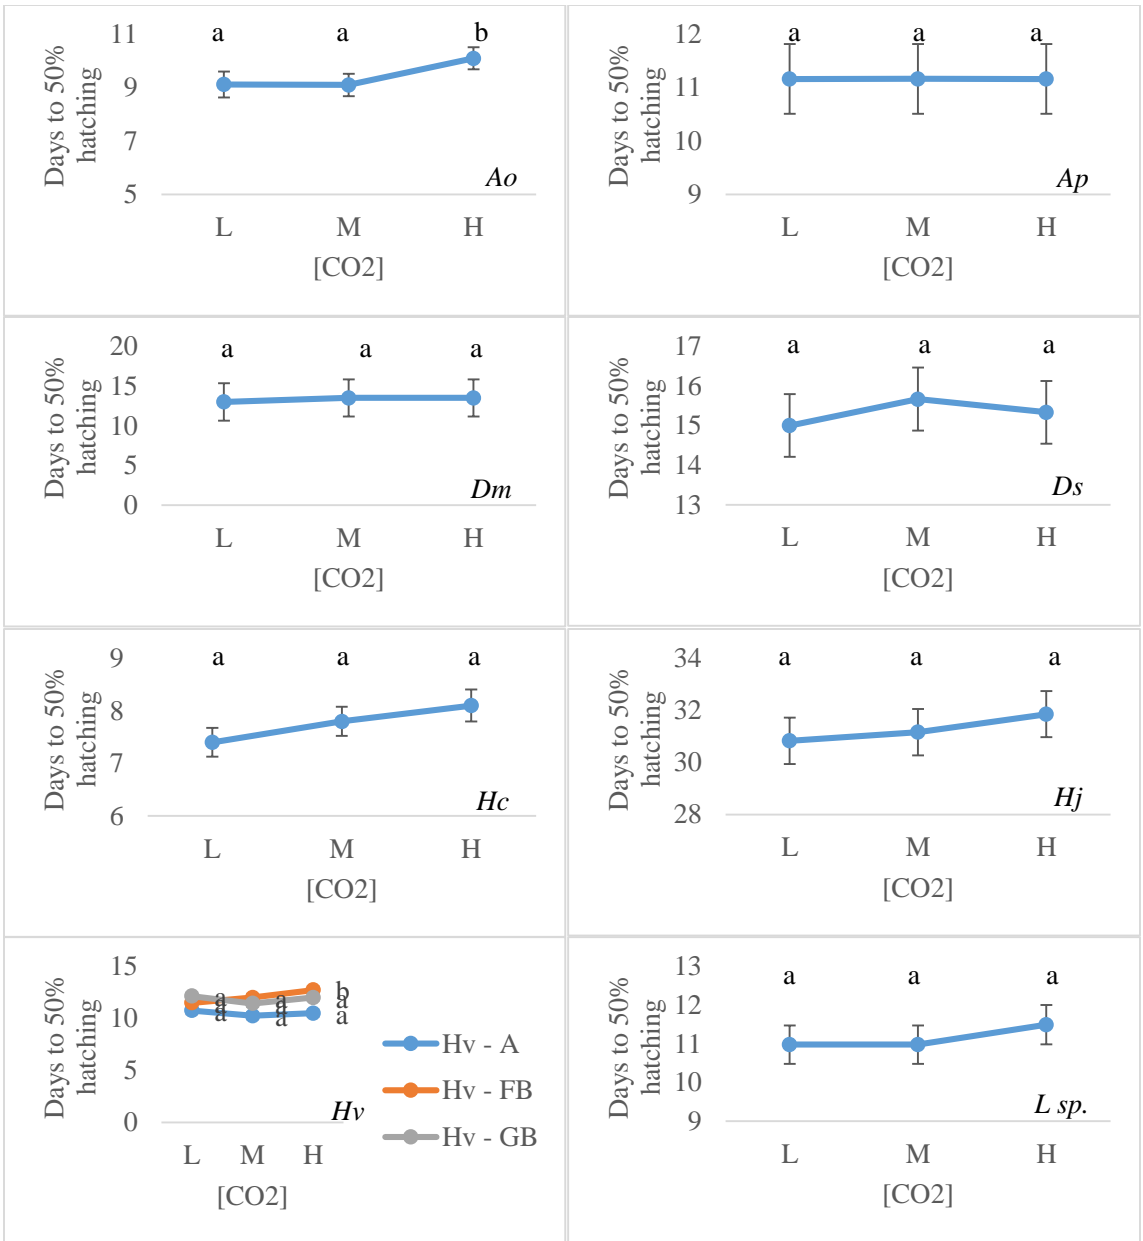 a a b
11
9
7
5
Days to 50%
hatching
Ao
L M H
[CO2]
a a a
12
11
10
9
Days to 50%
hatching
Ap
L M H
[CO2]
a a a
20
15
10
5
0
Days to 50%
hatching
Dm
L M H
[CO2]
a a a
17
16
15
14
13
Days to 50%
hatching
Ds
L M H
[CO2]
a a a
9
8
7
6
Days to 50%
hatching
Hc
L M H
[CO2]
a a a
34
32
30
28
Days to 50%
hatching
Hj
L M H
[CO2]
15
10
5
0
Days to 50%
hatching
a a b
a a a
a a a
Hv - A
Hv - FB
Hv - GB
Hv
L M H
[CO2]
a a a
13
12
11
10
9
Days to 50%
hatching
L sp.
L M H
[CO2]